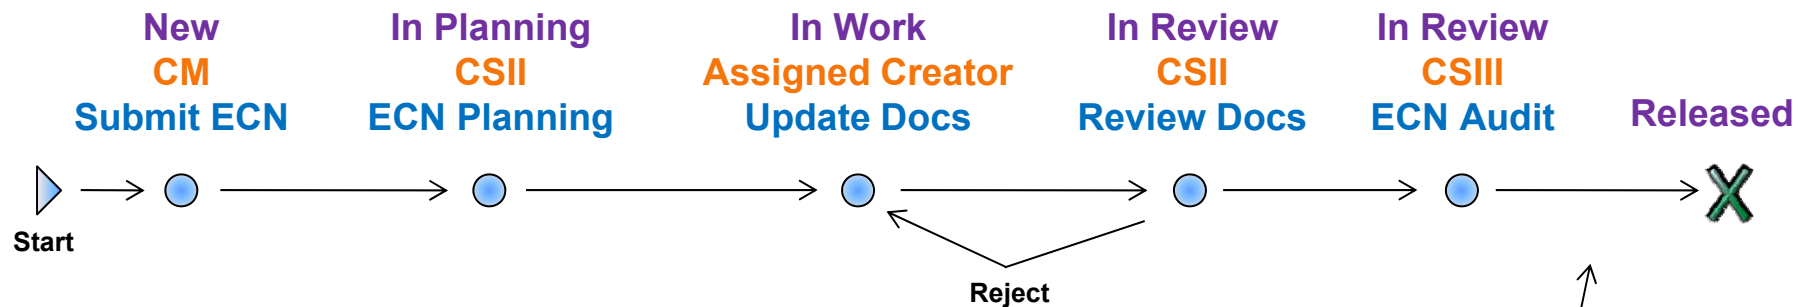 New
CM
Submit ECN
In Planning
CSII
ECN Planning
In Work
Assigned Creator
Update Docs
In Review
CSII
Review Docs
In Review
CSIII
ECN Audit
Released
Start
Reject